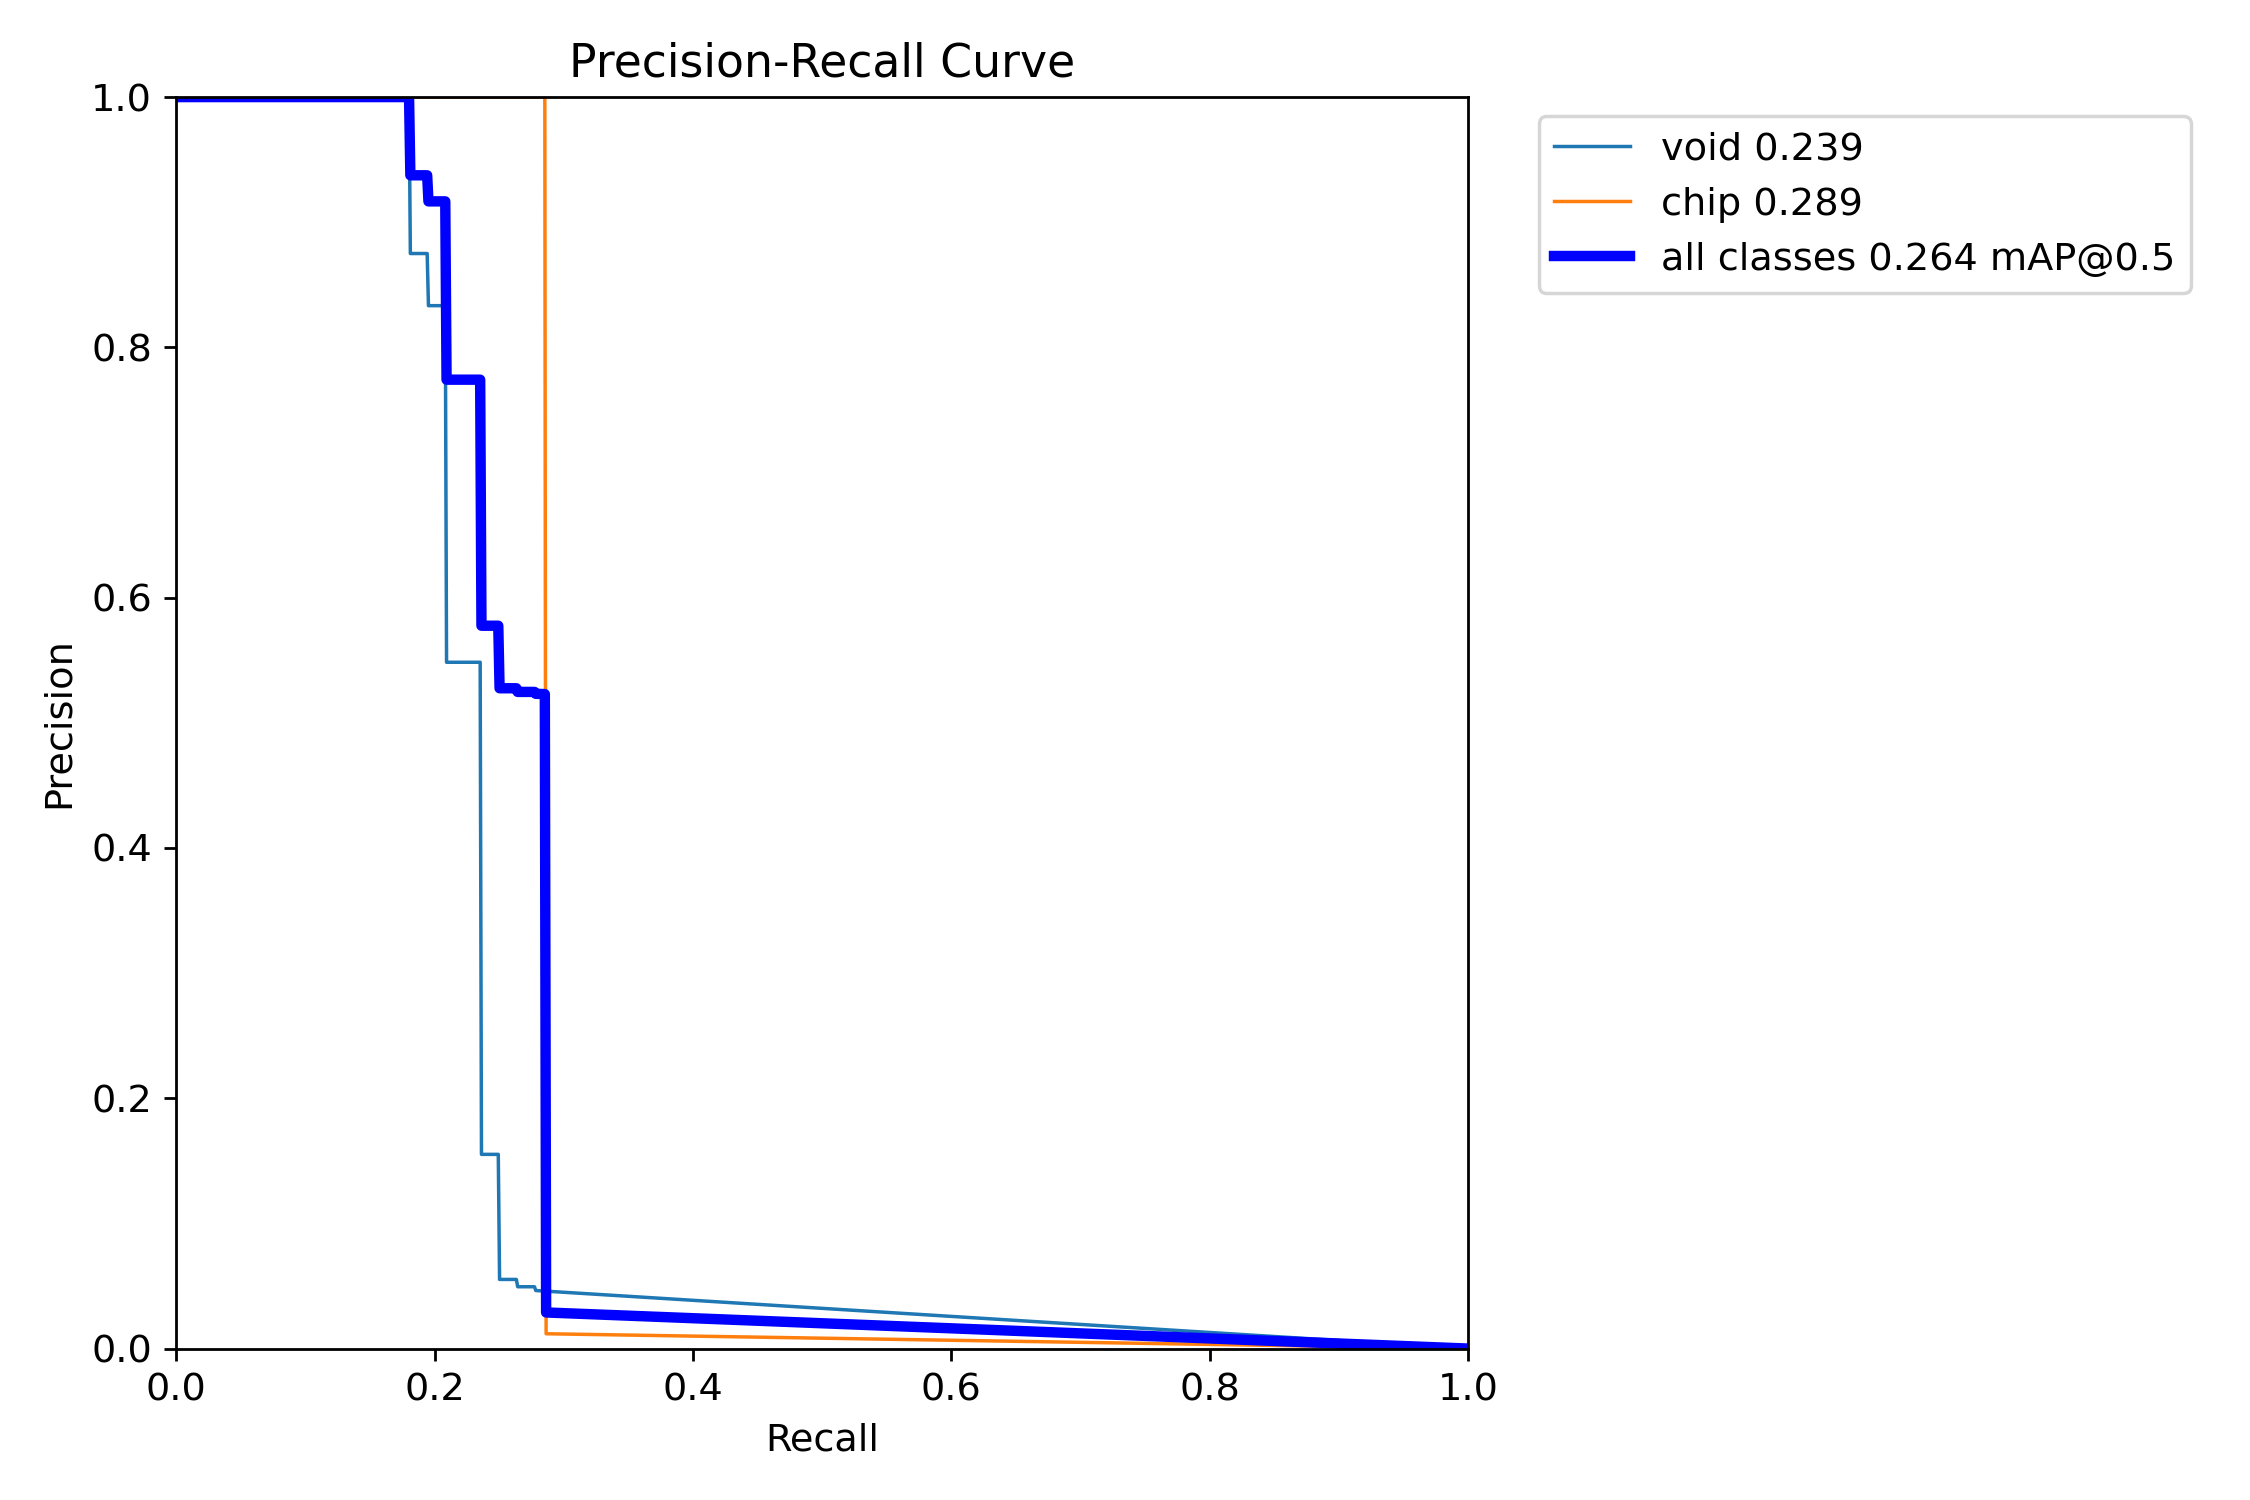 Precision-Recall Curve
void 0.239
chip 0.289
all classes 0.264 mAP@0.5
Precision
1.0
0.8
0.6
0.4
0.2
0.0
0.0 0.2 0.4 0.6 0.8 1.0
Recall